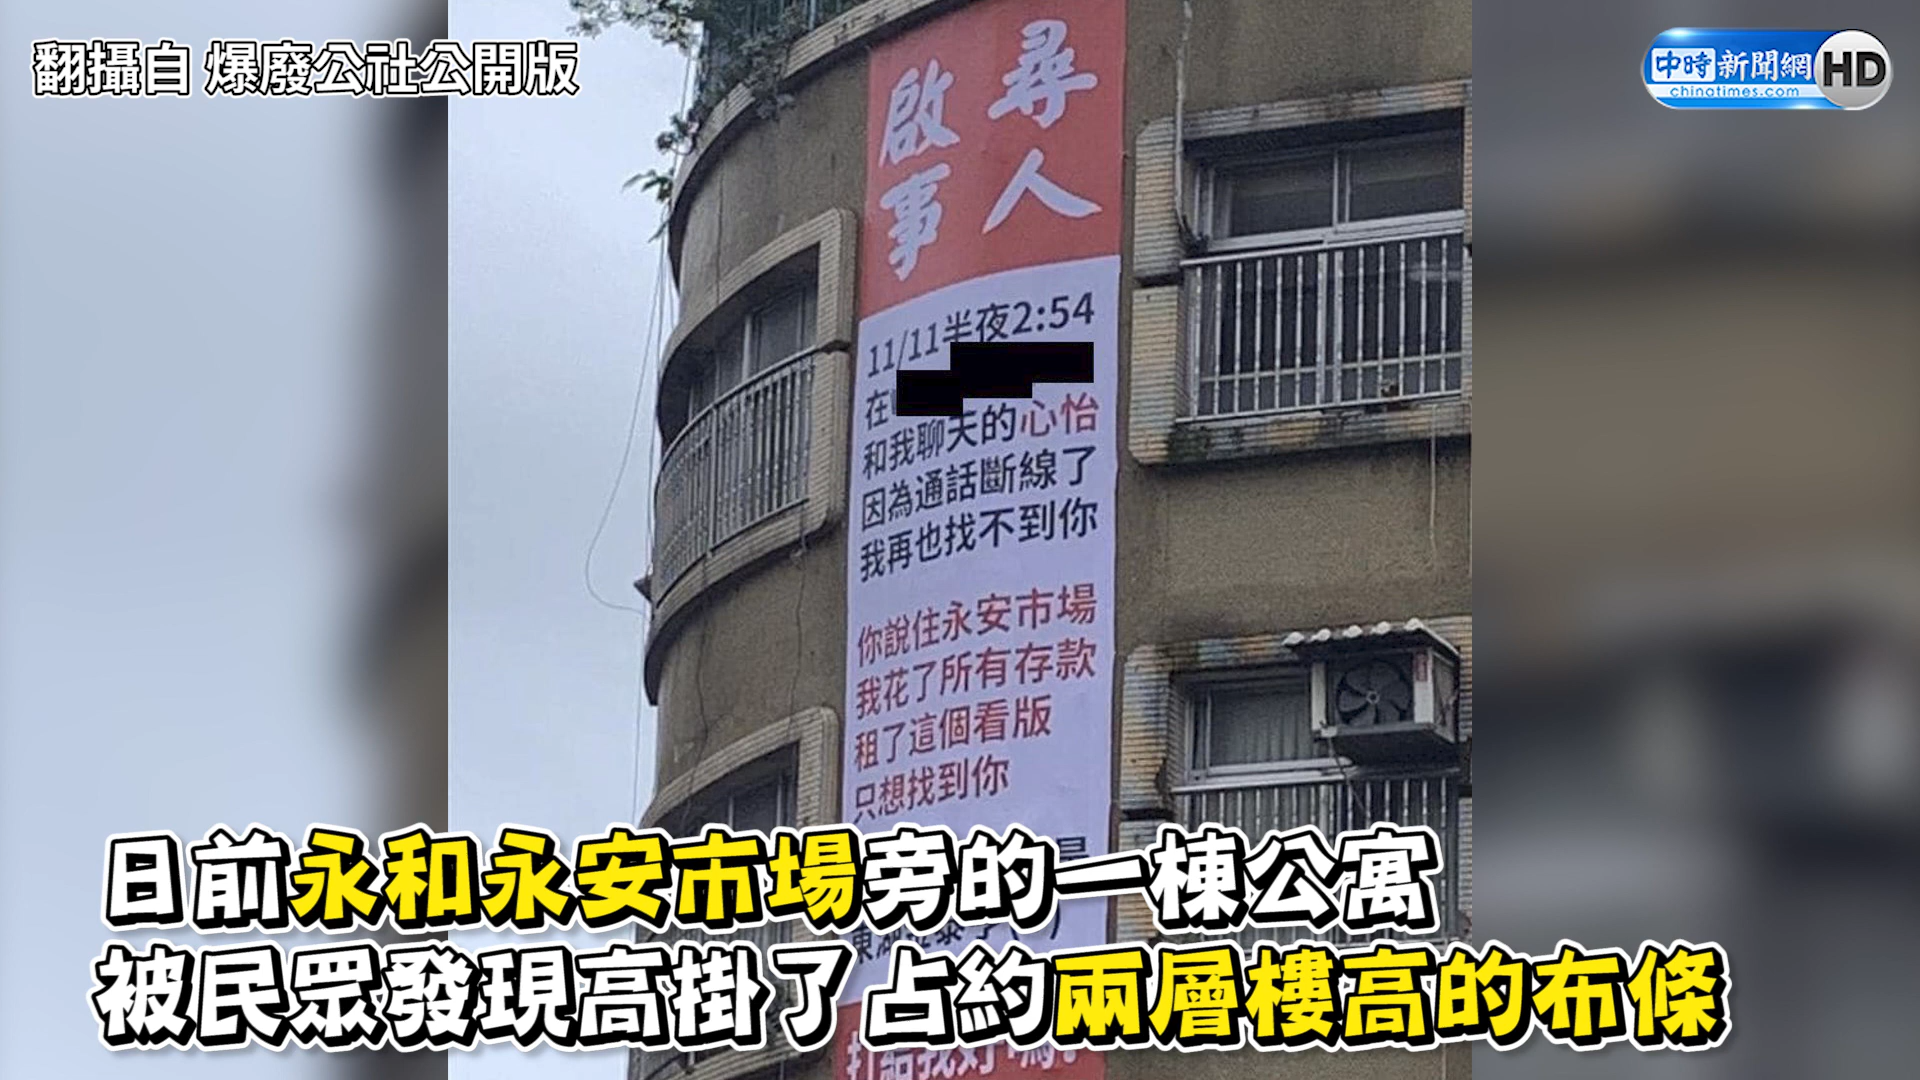 翻攝自 爆廢公社公開版
中時新聞網 HD
chinatimes.com
尋人
啟事
11/11半夜2:54
在
和我聊天的心怡
因為通話斷線了
我再也找不到你
你說住永安市場
我花了所有存款
租了這個看版
只想找到你
日前永和永安市場旁的一棟公寓
被民眾發現高掛了占約兩層樓高的布條
打給我好嗎?